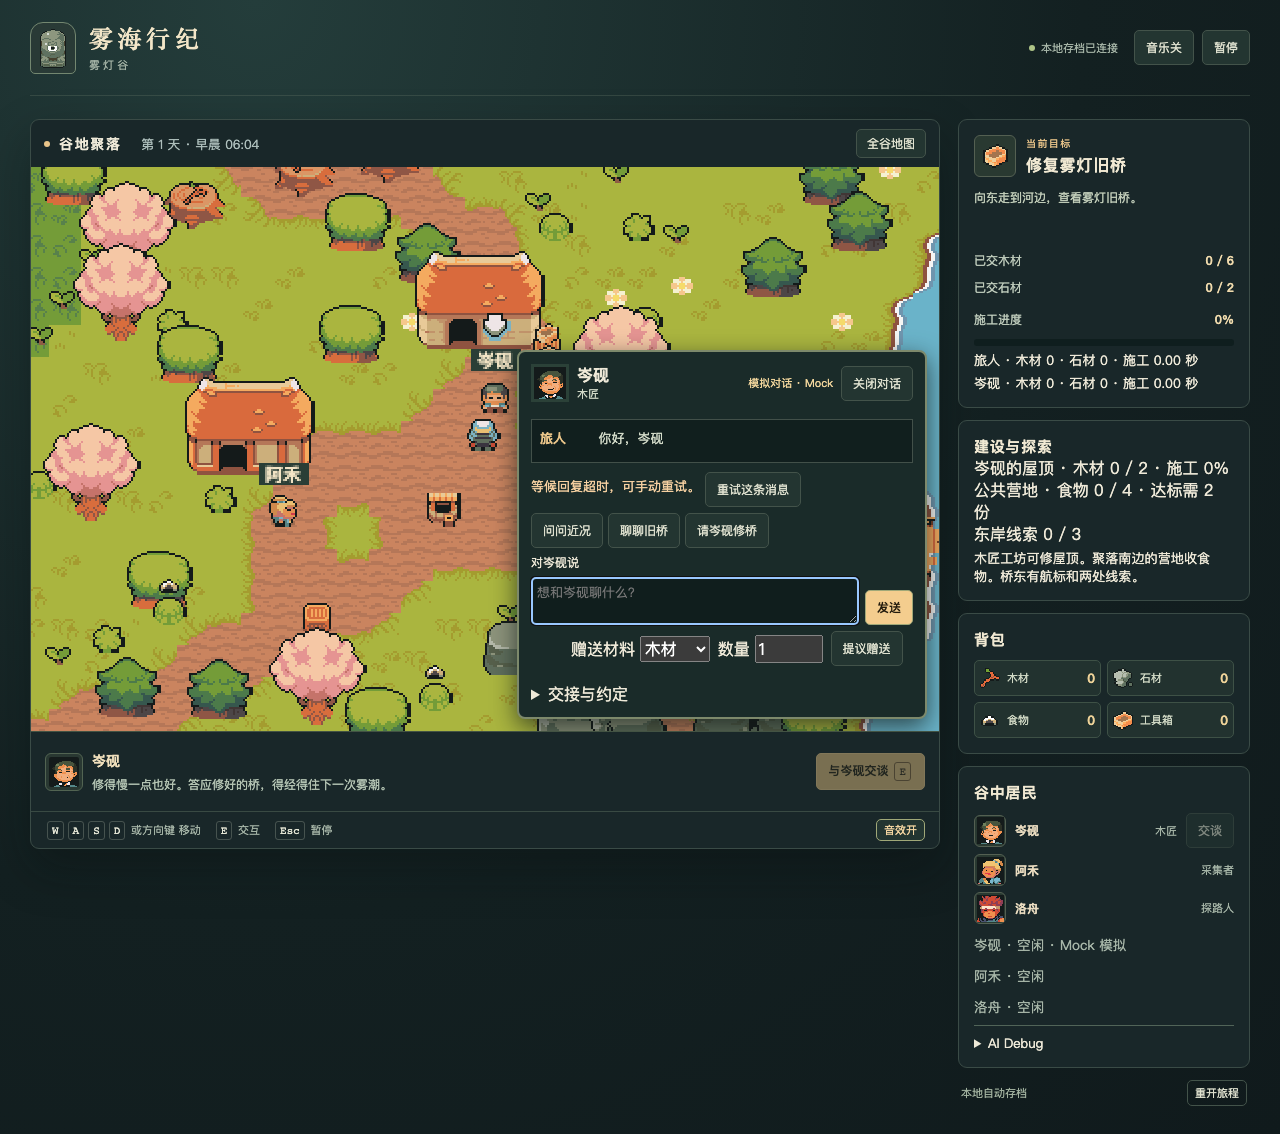 雾海行纪
雾灯谷
本地存档已连接
音乐关
暂停
谷地聚落
第 1 天 · 早晨 06:04
全谷地图
岑砚
阿禾
岑砚
木匠
模拟对话 · Mock
关闭对话
旅人 你好，岑砚
等候回复超时，可手动重试。
重试这条消息
问问近况
聊聊旧桥
请岑砚修桥
对岑砚说
想和岑砚聊什么？
发送
赠送材料 木材 数量 1 提议赠送
▶ 交接与约定
岑砚
修得慢一点也好。答应修好的桥，得经得住下一次雾潮。
与岑砚交谈 E
W A S D 或方向键 移动 E 交互 Esc 暂停
音效开
当前目标
修复雾灯旧桥
向东走到河边，查看雾灯旧桥。
已交木材 0 / 6
已交石材 0 / 2
施工进度 0%
旅人 · 木材 0 · 石材 0 · 施工 0.00 秒
岑砚 · 木材 0 · 石材 0 · 施工 0.00 秒
建设与探索
岑砚的屋顶 · 木材 0 / 2 · 施工 0%
公共营地 · 食物 0 / 4 · 达标需 2
份
东岸线索 0 / 3
木匠工坊可修屋顶。聚落南边的营地收食
物。桥东有航标和两处线索。
背包
木材 0
石材 0
食物 0
工具箱 0
谷中居民
岑砚 木匠 交谈
阿禾 采集者
洛舟 探路人
岑砚 · 空闲 · Mock 模拟
阿禾 · 空闲
洛舟 · 空闲
▶ AI Debug
本地自动存档
重开旅程